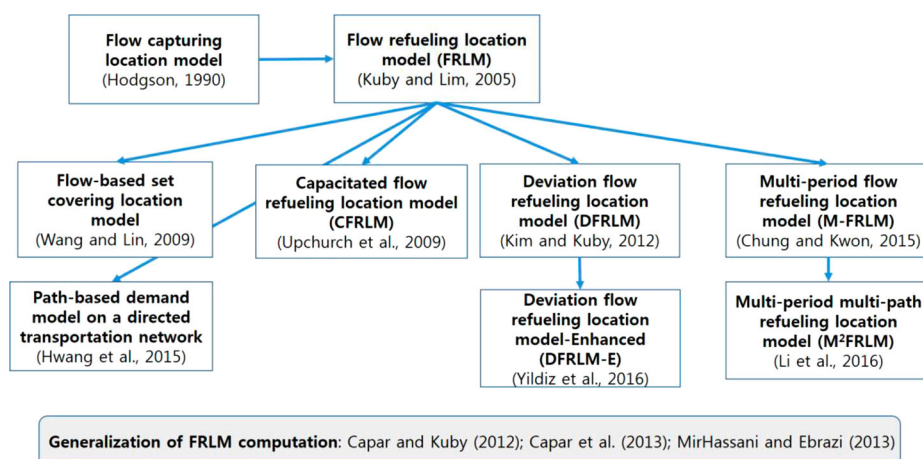 Flow capturing
location model
(Hodgson, 1990)
Flow refueling location
model (FRLM)
(Kuby and Lim, 2005)
Flow-based set
covering location
model
(Wang and Lin, 2009)
Capacitated flow
refueling location model
(CFRLM)
(Upchurch et al., 2009)
Deviation flow
refueling location
model (DFRLM)
(Kim and Kuby, 2012)
Multi-period flow
refueling location
model (M-FRLM)
(Chung and Kwon, 2015)
Path-based demand
model on a directed
transportation network
(Hwang et al., 2015)
Deviation flow
refueling location
model-Enhanced
(DFRLM-E)
(Yildiz et al., 2016)
Multi-period multi-path
refueling location
model (M²FRLM)
(Li et al., 2016)
Generalization of FRLM computation: Capar and Kuby (2012); Capar et al. (2013); MirHassani and Ebrazi (2013)